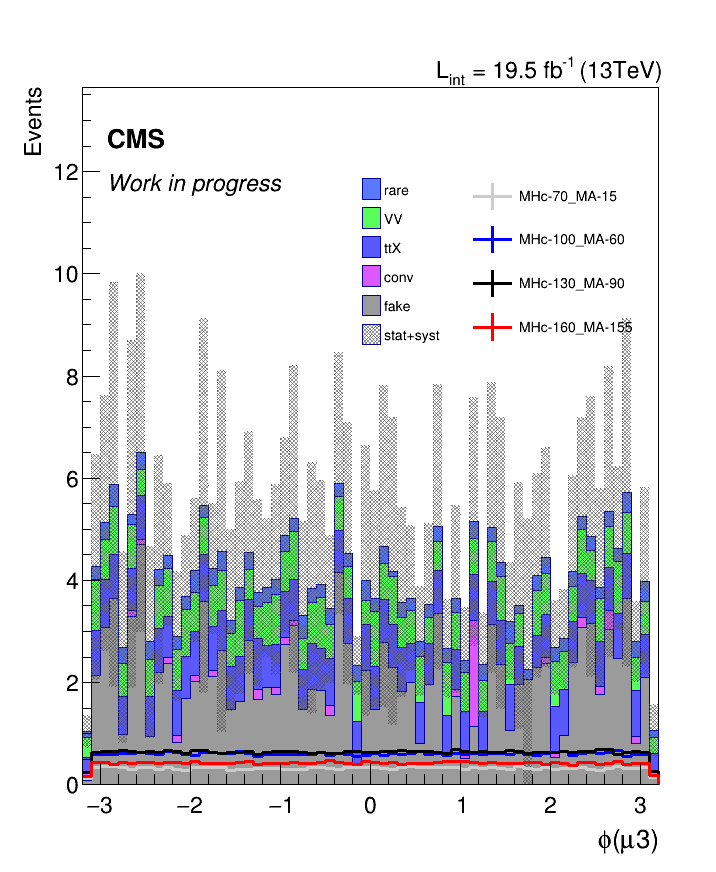 L_int = 19.5 fb^-1 (13TeV)
Events
CMS
Work in progress
rare
VV
ttX
conv
fake
stat+syst
MHc-70_MA-15
MHc-100_MA-60
MHc-130_MA-90
MHc-160_MA-155
12
10
8
6
4
2
0
−3 −2 −1 0 1 2 3
ϕ(μ3)